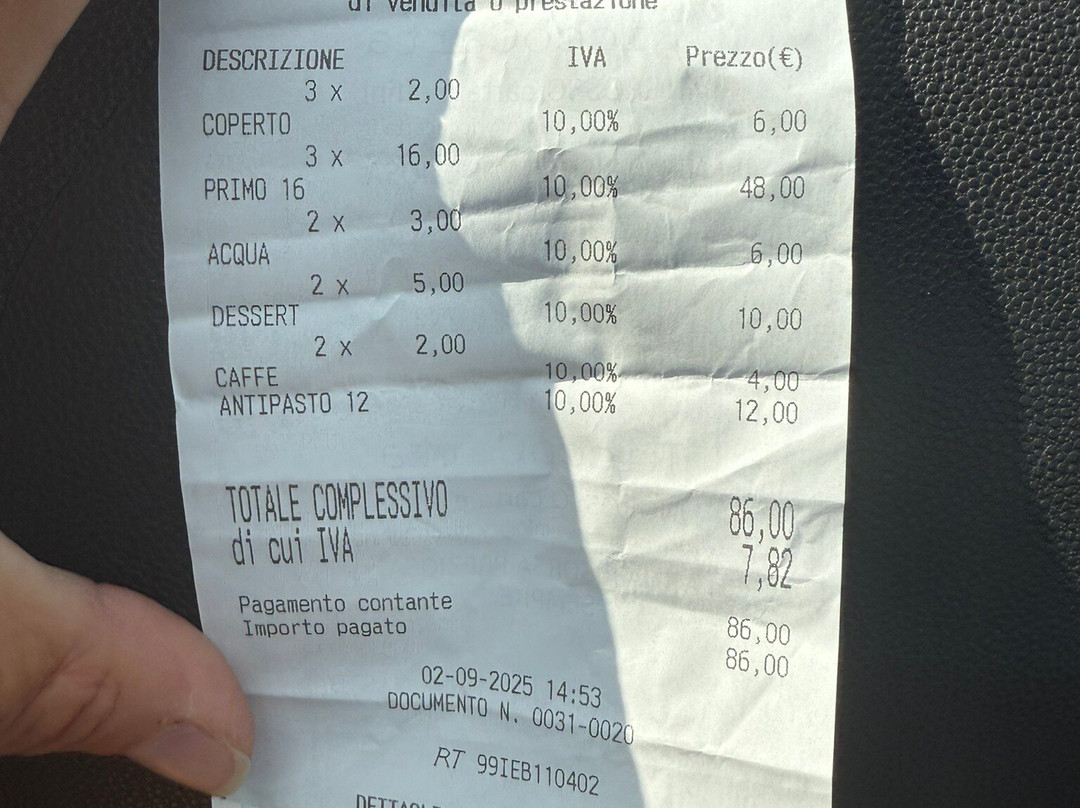 di vendita o prestazione
DESCRIZIONE IVA Prezzo(€)
3 x 2,00
COPERTO 10,00% 6,00
3 x 16,00
PRIMO 16 10,00% 48,00
2 x 3,00
ACQUA 10,00% 6,00
2 x 5,00
DESSERT 10,00% 10,00
2 x 2,00
CAFFE 10,00% 4,00
ANTIPASTO 12 10,00% 12,00
TOTALE COMPLESSIVO 86,00
di cui IVA 7,82
Pagamento contante 86,00
Importo pagato 86,00
02-09-2025 14:53
DOCUMENTO N. 0031-0020
RT 99IEB110402